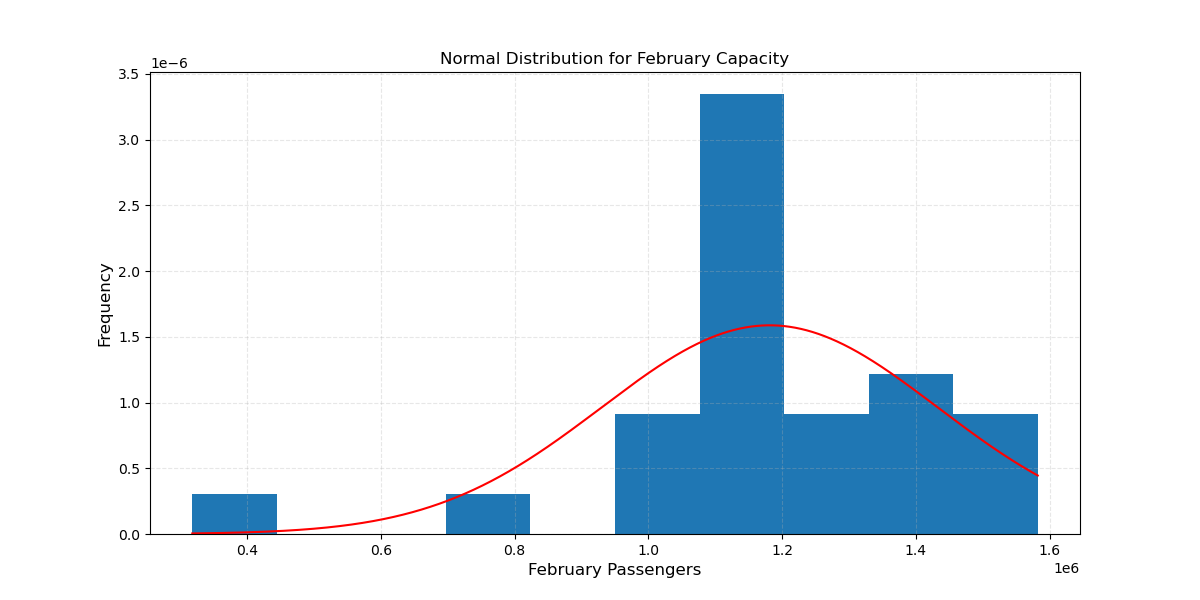 Normal Distribution for February Capacity
1e−6
3.5
3.0
2.5
2.0
1.5
1.0
0.5
0.0
Frequency
0.4 0.6 0.8 1.0 1.2 1.4 1.6
1e6
February Passengers